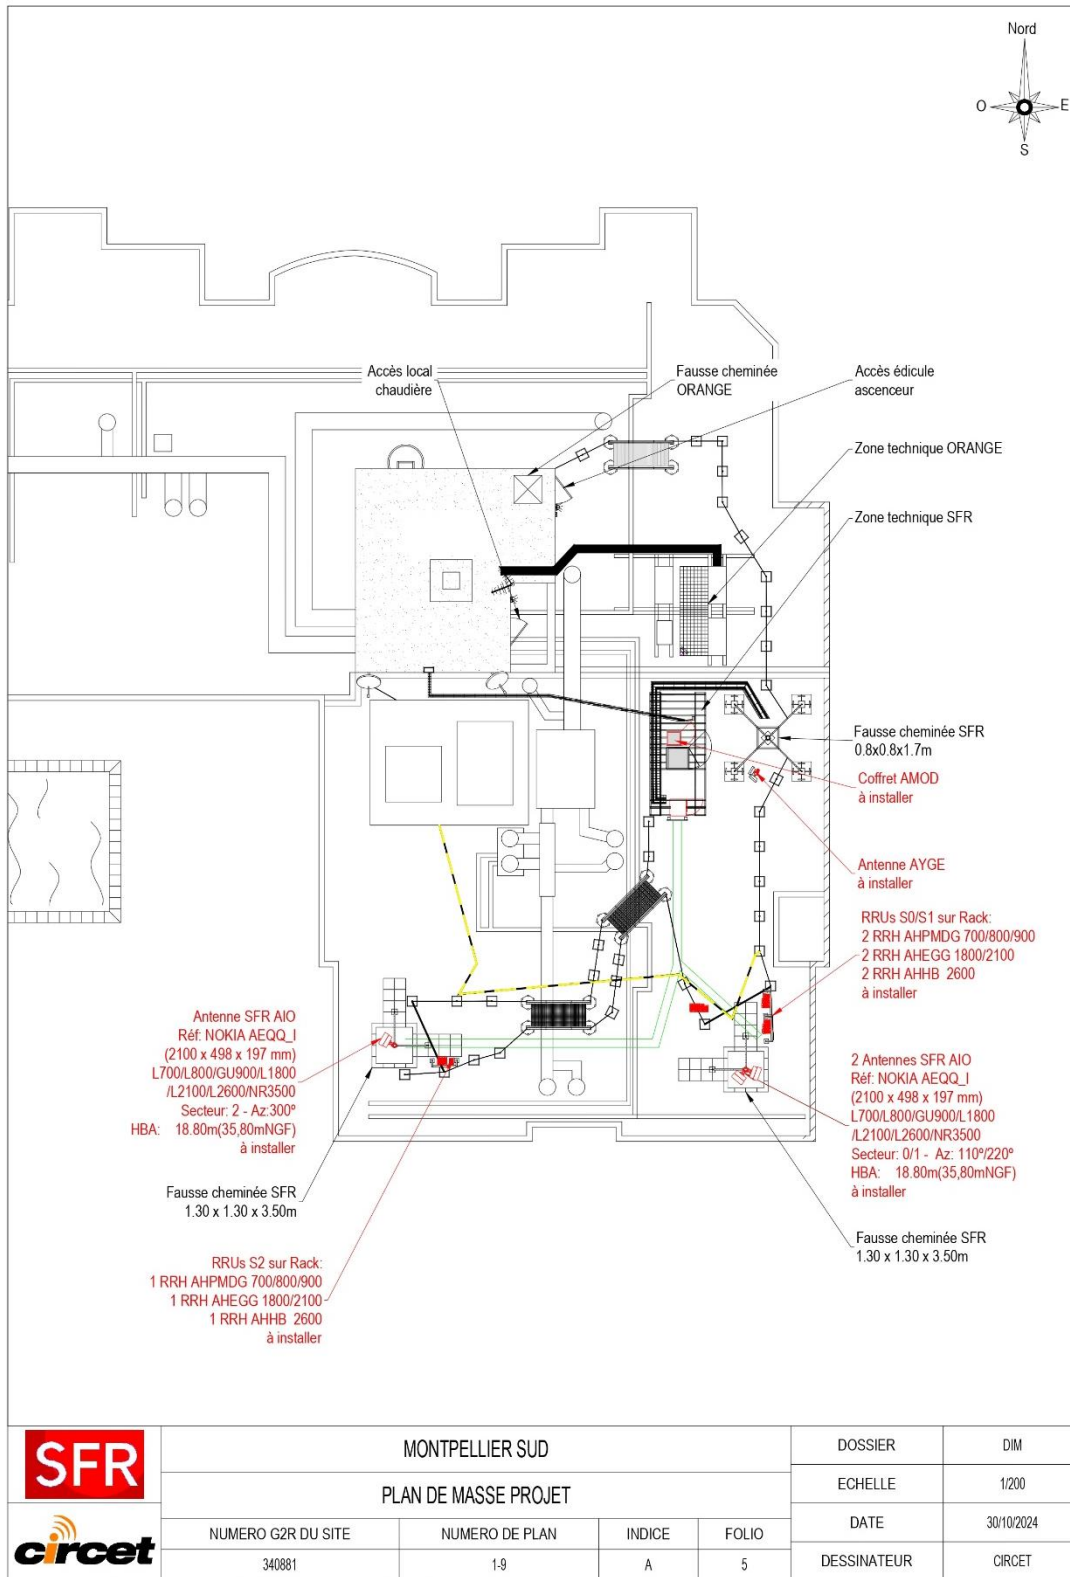 Nord
O
E
S
Accès local
chaudière
Fausse cheminée
ORANGE
Accès édicule
ascenceur
Zone technique ORANGE
Zone technique SFR
Fausse cheminée SFR
0.8x0.8x1.7m
Coffret AMOD
à installer
Antenne AYGE
à installer
RRUs S0/S1 sur Rack:
2 RRH AHPMDG 700/800/900
2 RRH AHEGG 1800/2100
2 RRH AHHB 2600
à installer
Antenne SFR AIO
Réf: NOKIA AEQQ_I
(2100 x 498 x 197 mm)
L700/L800/GU900/L1800
/L2100/L2600/NR3500
Secteur: 2 - Az:300°
HBA: 18.80m(35,80mNGF)
à installer
2 Antennes SFR AIO
Réf: NOKIA AEQQ_I
(2100 x 498 x 197 mm)
L700/L800/GU900/L1800
/L2100/L2600/NR3500
Secteur: 0/1 - Az: 110°/220°
HBA: 18.80m(35,80mNGF)
à installer
Fausse cheminée SFR
1.30 x 1.30 x 3.50m
Fausse cheminée SFR
1.30 x 1.30 x 3.50m
RRUs S2 sur Rack:
1 RRH AHPMDG 700/800/900
1 RRH AHEGG 1800/2100
1 RRH AHHB 2600
à installer
SFR
circet
MONTPELLIER SUD
PLAN DE MASSE PROJET
NUMERO G2R DU SITE
NUMERO DE PLAN
INDICE
FOLIO
340881
1-9
A
5
DOSSIER
DIM
ECHELLE
1/200
DATE
30/10/2024
DESSINATEUR
CIRCET